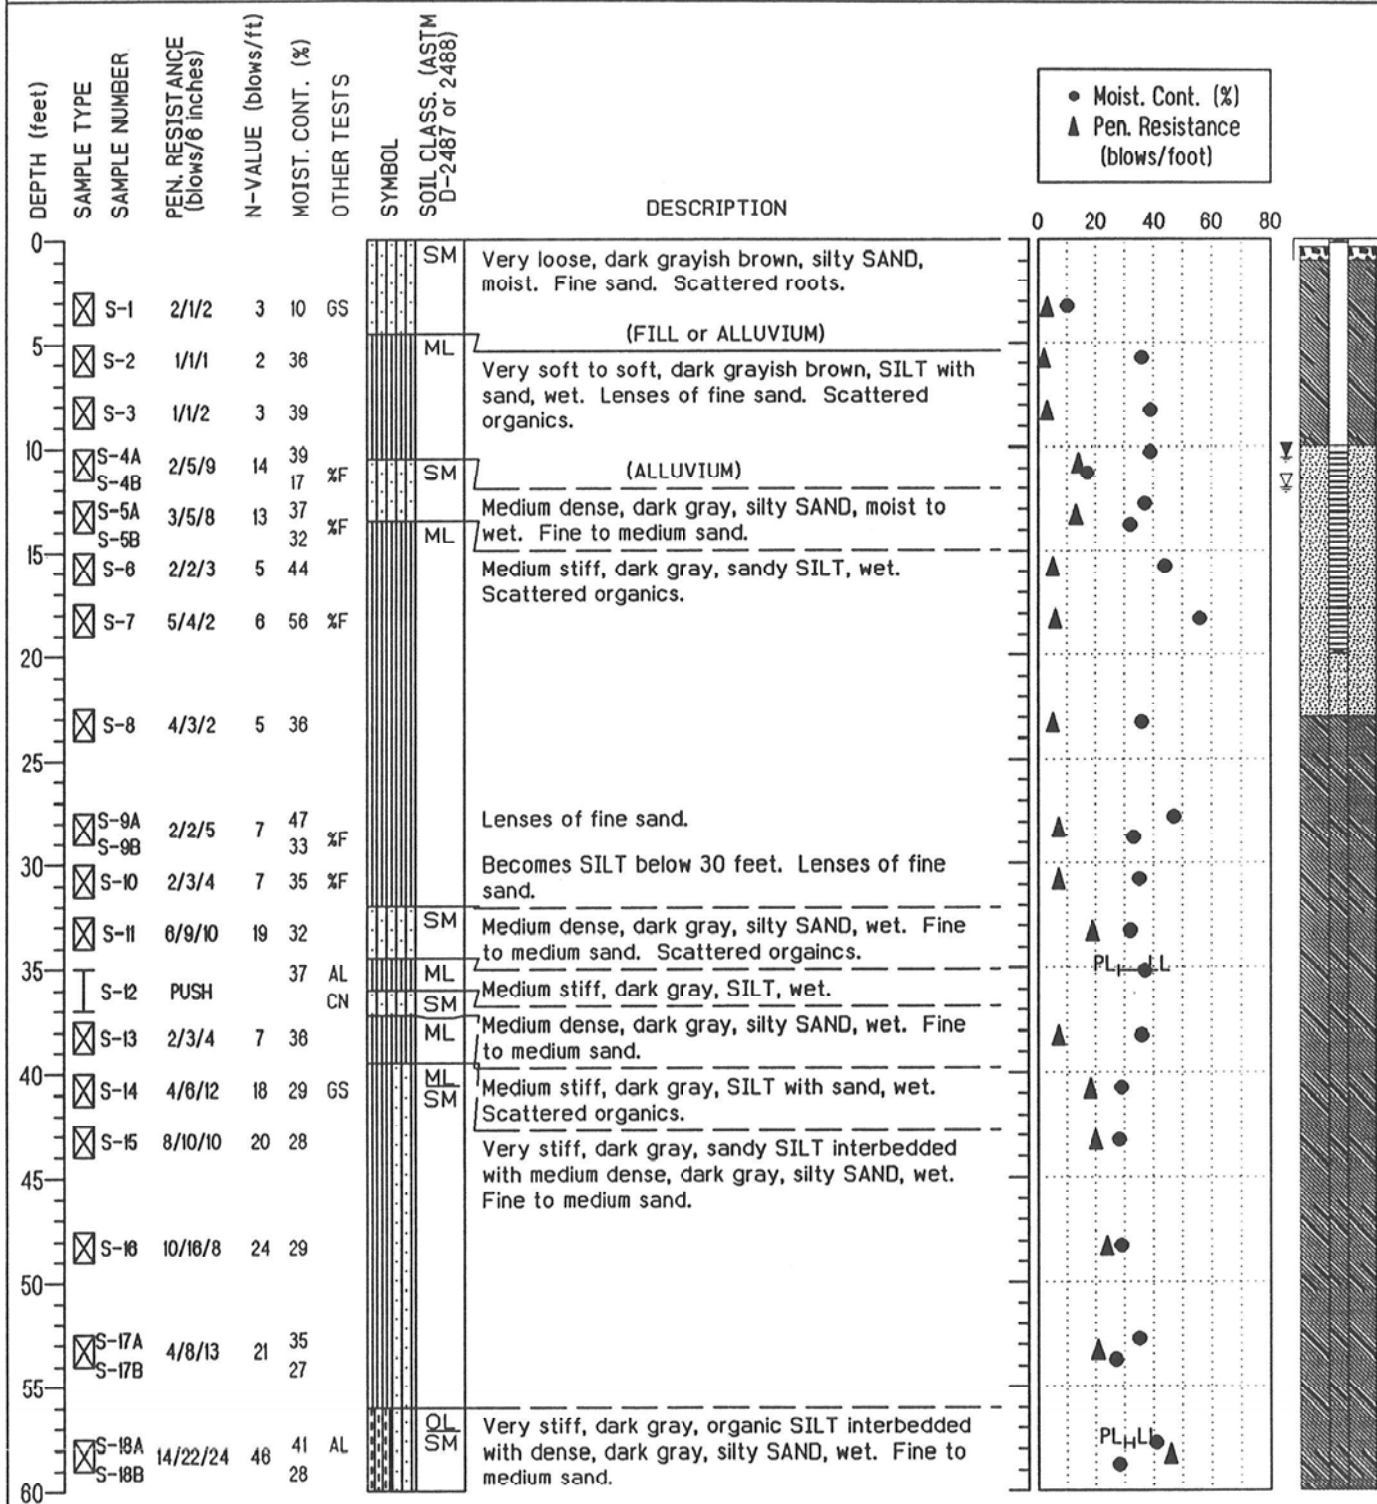 DEPTH (feet)
SAMPLE TYPE
SAMPLE NUMBER
PEN. RESISTANCE
(blows/6 inches)
N-VALUE (blows/ft)
MOIST. CONT. (%)
OTHER TESTS
SYMBOL
SOIL CLASS. (ASTM
D-2487 or 2488)
DESCRIPTION
● Moist. Cont. (%)
▲ Pen. Resistance
(blows/foot)
0 20 40 60 80
0
SM Very loose, dark grayish brown, silty SAND,
moist. Fine sand. Scattered roots.
S-1 2/1/2 3 10 GS
(FILL or ALLUVIUM)
5
ML
S-2 1/1/1 2 36
Very soft to soft, dark grayish brown, SILT with
sand, wet. Lenses of fine sand. Scattered
organics.
S-3 1/1/2 3 39
10
S-4A 2/5/9 14 39
S-4B 17 %F
SM (ALLUVIUM)
S-5A 3/5/8 13 37
S-5B 32 %F
Medium dense, dark gray, silty SAND, moist to
wet. Fine to medium sand.
ML
15
S-6 2/2/3 5 44
Medium stiff, dark gray, sandy SILT, wet.
Scattered organics.
S-7 5/4/2 6 56 %F
20
S-8 4/3/2 5 36
25
S-9A 2/2/5 7 47
S-9B 33 %F
Lenses of fine sand.
30
S-10 2/3/4 7 35 %F
Becomes SILT below 30 feet. Lenses of fine
sand.
S-11 6/9/10 19 32
SM Medium dense, dark gray, silty SAND, wet. Fine
to medium sand. Scattered orgaincs.
35
S-12 PUSH 37 AL
CN
PL LL
ML Medium stiff, dark gray, SILT, wet.
SM
S-13 2/3/4 7 36
ML
Medium dense, dark gray, silty SAND, wet. Fine
to medium sand.
40
S-14 4/6/12 18 29 GS
ML
SM
Medium stiff, dark gray, SILT with sand, wet.
Scattered organics.
S-15 8/10/10 20 28
Very stiff, dark gray, sandy SILT interbedded
with medium dense, dark gray, silty SAND, wet.
Fine to medium sand.
45
S-16 10/16/8 24 29
50
S-17A 4/8/13 21 35
S-17B 27
55
S-18A 14/22/24 46 41 AL
S-18B 28
OL
SM
Very stiff, dark gray, organic SILT interbedded
with dense, dark gray, silty SAND, wet. Fine to
medium sand.
PL LL
60